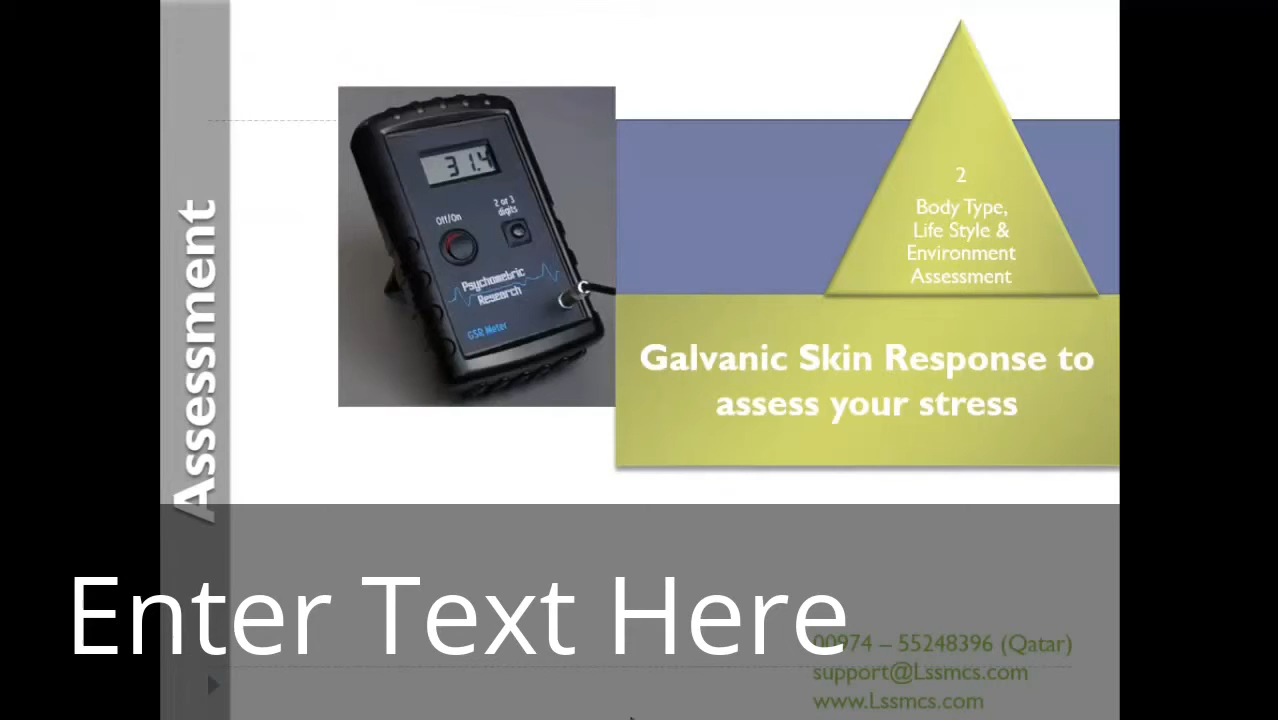 Assessment
31.4
Off/On
2 or 3
digits
Psychometric
Research
GSR Meter
2
Body Type,
Life Style &
Environment
Assessment
Galvanic Skin Response to
assess your stress
Enter Text Here
00974 – 55248396 (Qatar)
support@Lssmcs.com
www.Lssmcs.com